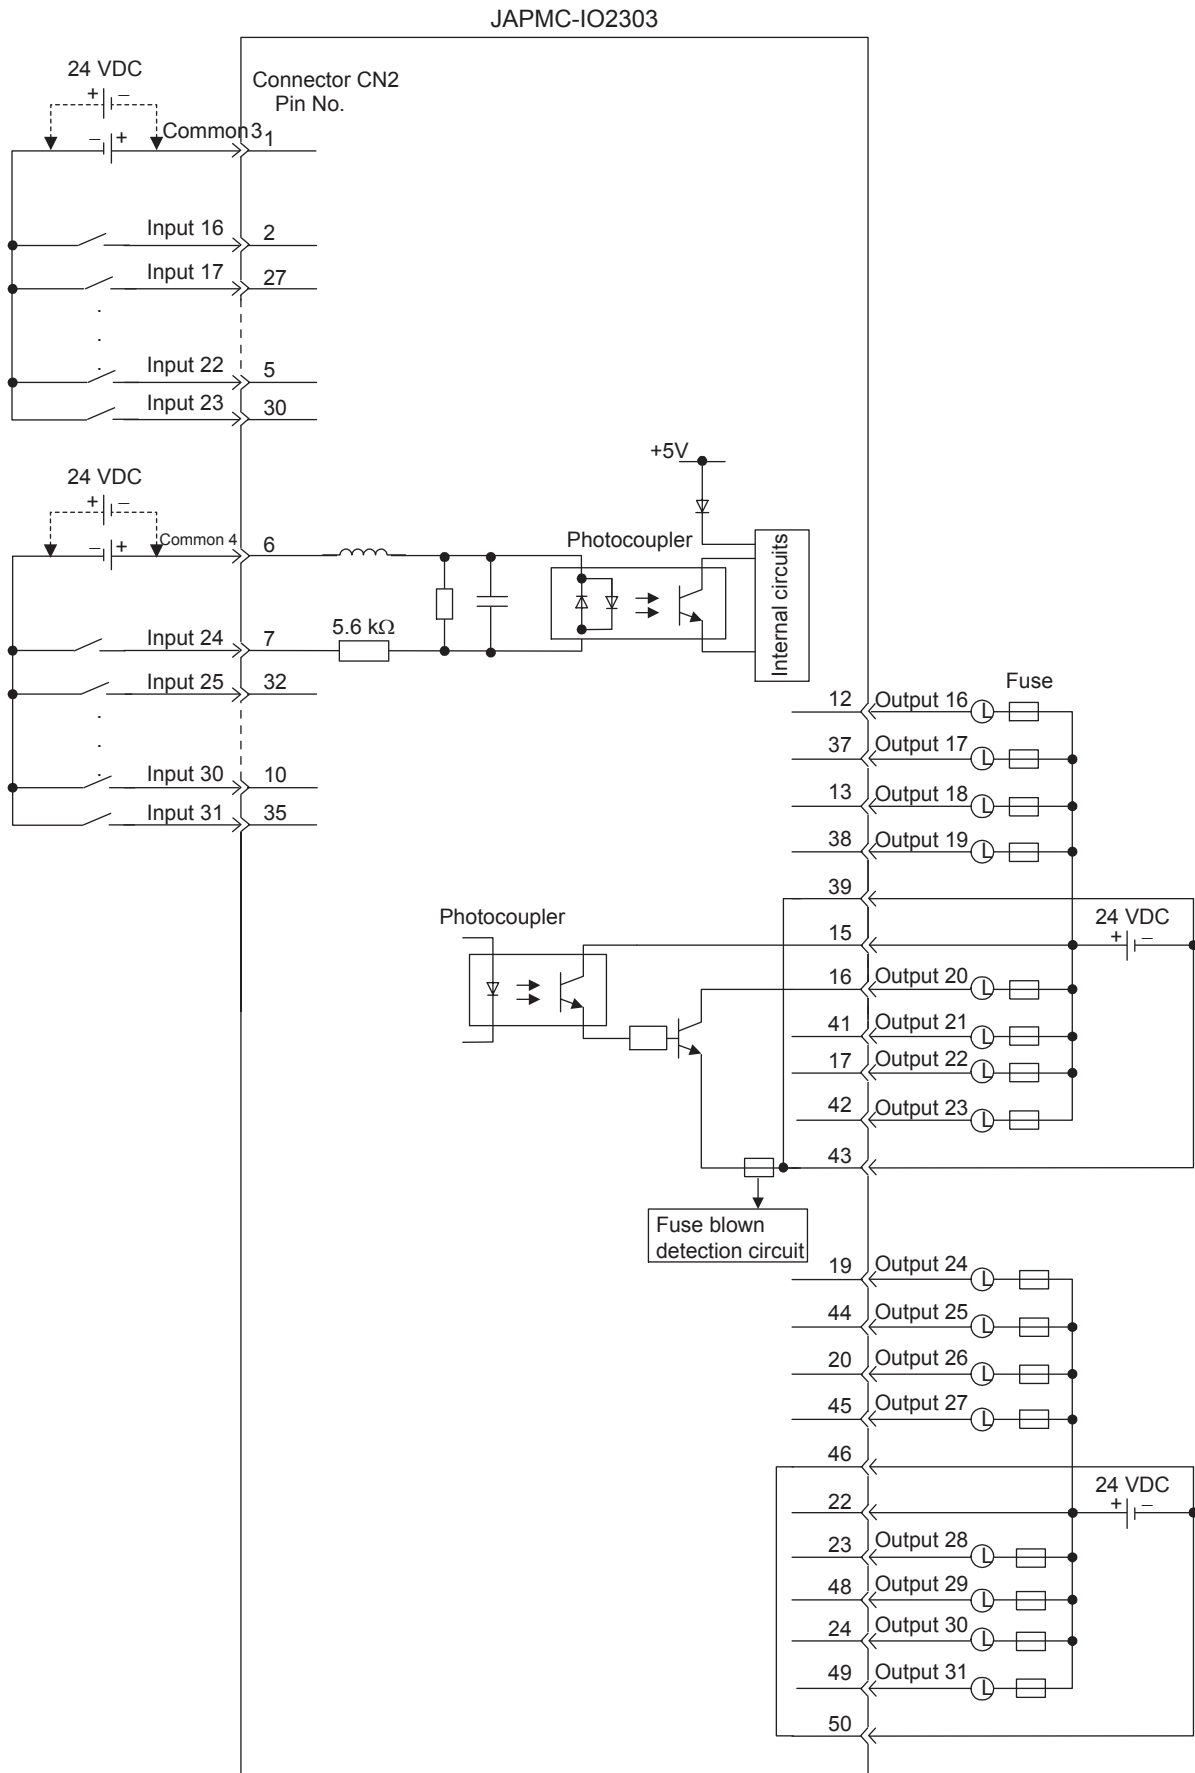 JAPMC-IO2303
24 VDC
+ −
− +
Connector CN2
Pin No.
Common 3
1
Input 16
2
Input 17
27
Input 22
5
Input 23
30
24 VDC
+ −
− +
Common 4
6
Input 24
7
5.6 kΩ
Input 25
32
Input 30
10
Input 31
35
+5V
Photocoupler
Internal circuits
Fuse
12
Output 16
L
37
Output 17
L
13
Output 18
L
38
Output 19
L
39
15
24 VDC
+ −
Photocoupler
16
Output 20
L
41
Output 21
L
17
Output 22
L
42
Output 23
L
43
Fuse blown
detection circuit
19
Output 24
L
44
Output 25
L
20
Output 26
L
45
Output 27
L
46
22
24 VDC
+ −
23
Output 28
L
48
Output 29
L
24
Output 30
L
49
Output 31
L
50